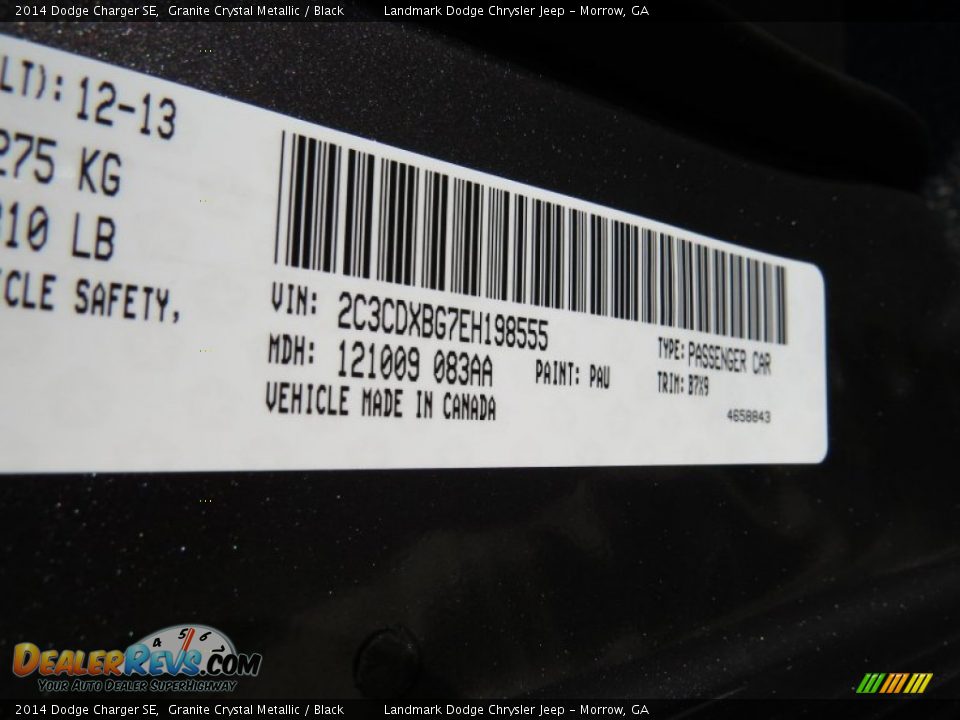 2014 Dodge Charger SE, Granite Crystal Metallic / Black Landmark Dodge Chrysler Jeep - Morrow, GA
LT): 12-13
275 KG
10 LB
CLE SAFETY,
VIN: 2C3CDXBG7EH198555
MDH: 121009 083AA PAINT: PAU
VEHICLE MADE IN CANADA
TYPE: PASSENGER CAR
TRIM: B7X9
4658843
4 5 6
DEALERREVS.COM
YOUR AUTO DEALER SUPERHIGHWAY
2014 Dodge Charger SE, Granite Crystal Metallic / Black Landmark Dodge Chrysler Jeep - Morrow, GA